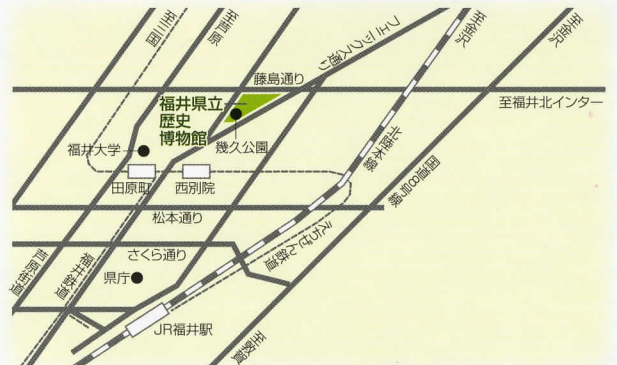 至三国
至芦原
フェニックス通り
至金沢
至金沢
藤島通り
至福井北インター
福井県立
歴史
博物館
幾久公園
福井大学
田原町
西別院
北陸本線
国道8号線
松本通り
えちぜん鉄道
さくら通り
芦原街道
福井鉄道
県庁
JR福井駅
至敦賀